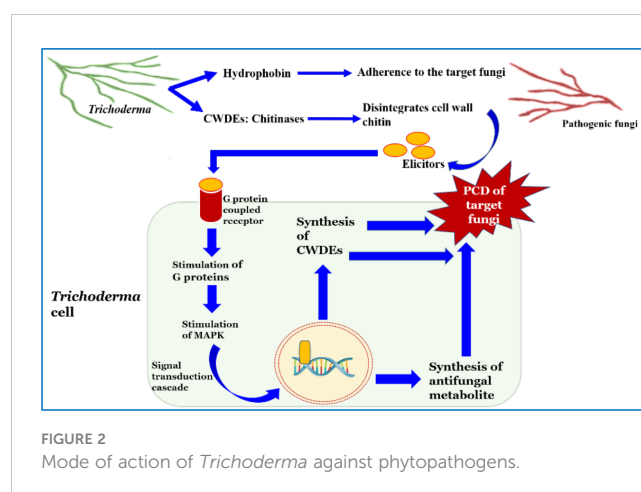 Hydrophobin
Adherence to the target fungi
Trichoderma
CWDEs: Chitinases
Disintegrates cell wall
chitin
Pathogenic fungi
Elicitors
G protein
coupled
receptor
PCD of
target
fungi
Synthesis
of
CWDEs
Stimulation of
G proteins
Trichoderma
cell
Stimulation
of MAPK
Signal
transduction
cascade
Synthesis of
antifungal
metabolite
FIGURE 2
Mode of action of Trichoderma against phytopathogens.